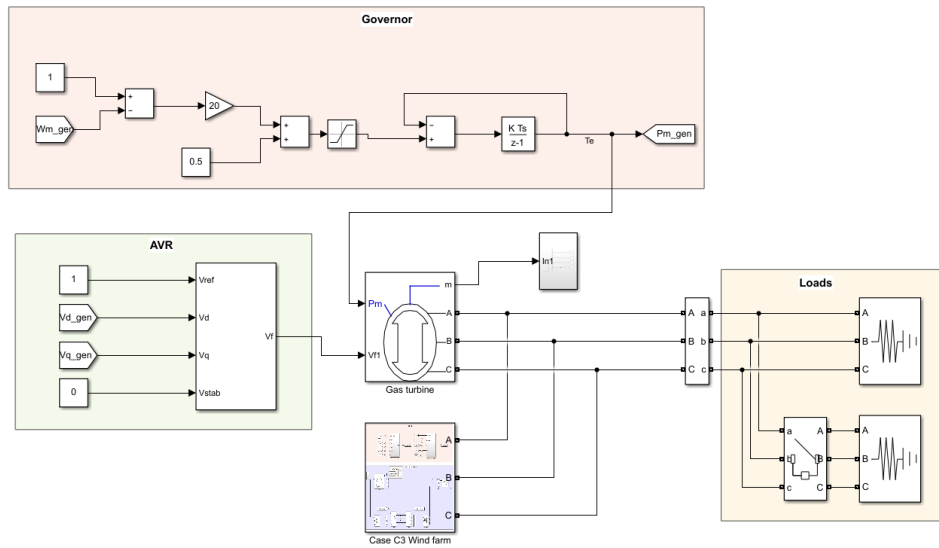 Governor
1
+
−
Wm_gen
20
+
+
0.5
−
+
K Ts
z-1
Te
Pm_gen
AVR
1
Vref
Vd_gen
Vd
Vf
Vq_gen
Vq
0
Vstab
Pm
m
A
B
C
Vf1
Gas turbine
In1
A
B
C
a
b
c
Loads
A
B
C
a
b
c
A
B
C
A
B
C
A
B
C
Case C3 Wind farm